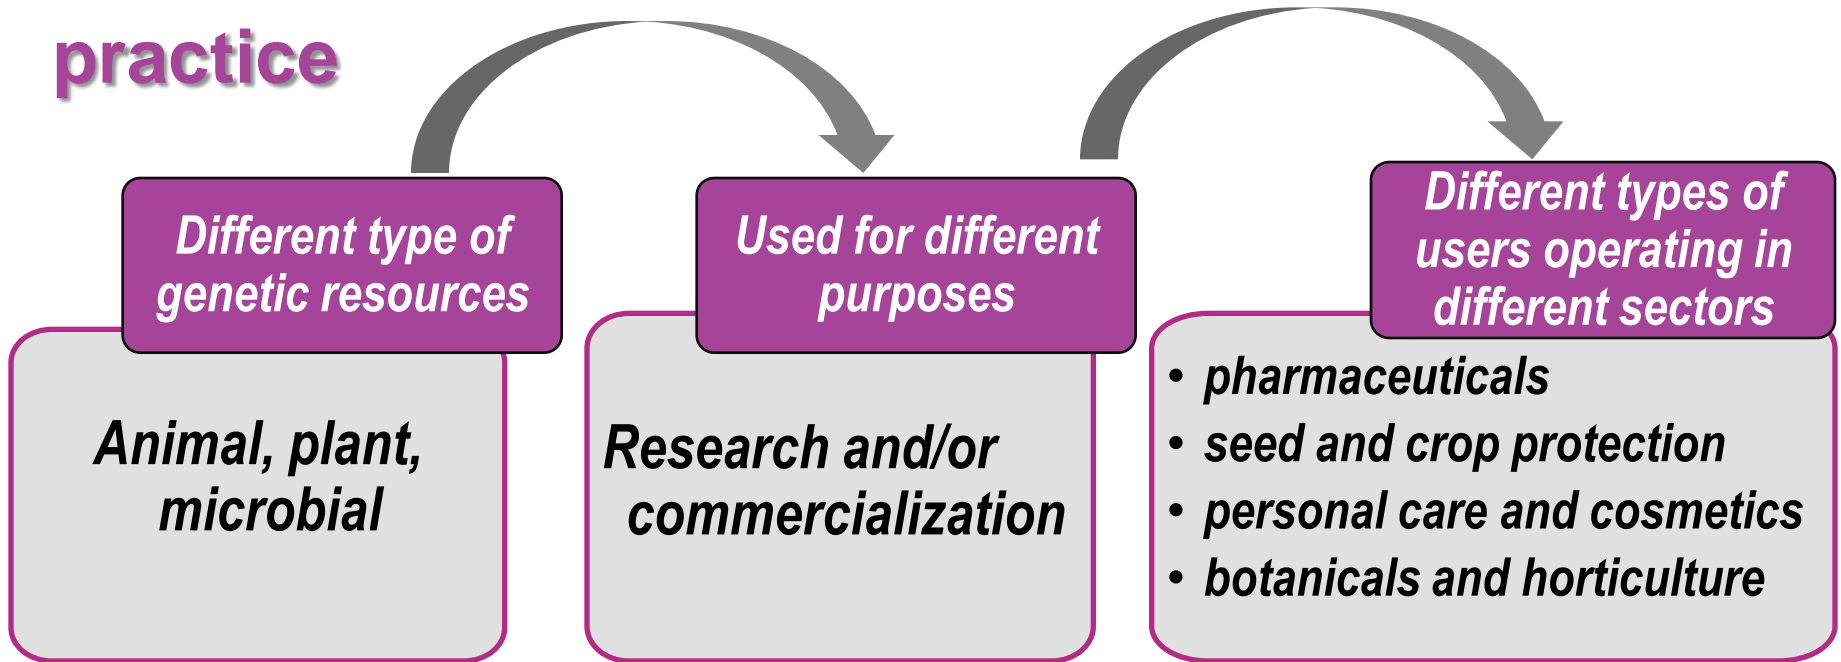 practice
Different type of
genetic resources
Animal, plant,
microbial
Used for different
purposes
Research and/or
commercialization
Different types of
users operating in
different sectors
• pharmaceuticals
• seed and crop protection
• personal care and cosmetics
• botanicals and horticulture